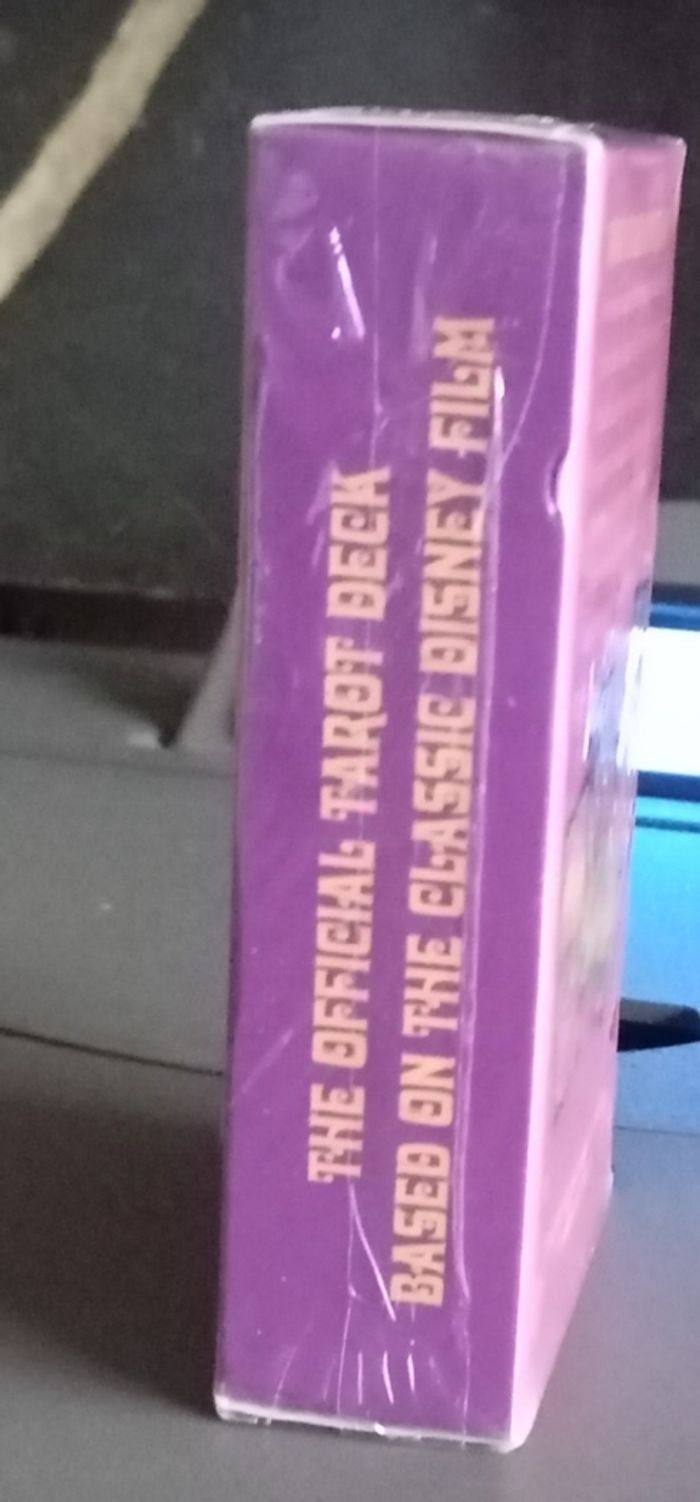 THE OFFICIAL TAROT DECK
BASED ON THE CLASSIC DISNEY FILM